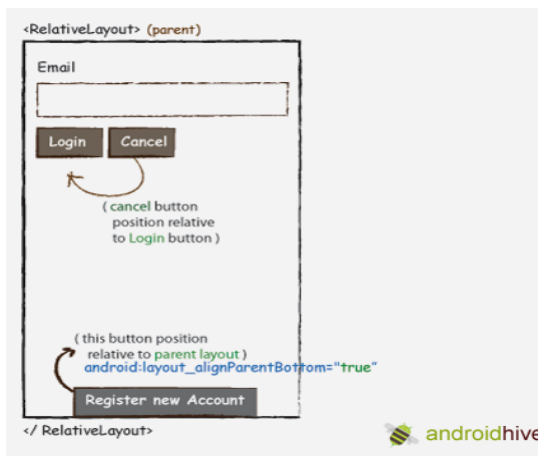 <RelativeLayout> (parent)
Email
Login Cancel
( cancel button
position relative
to Login button )
( this button position
relative to parent layout )
android:layout_alignParentBottom="true"
Register new Account
</ RelativeLayout>
androidhive